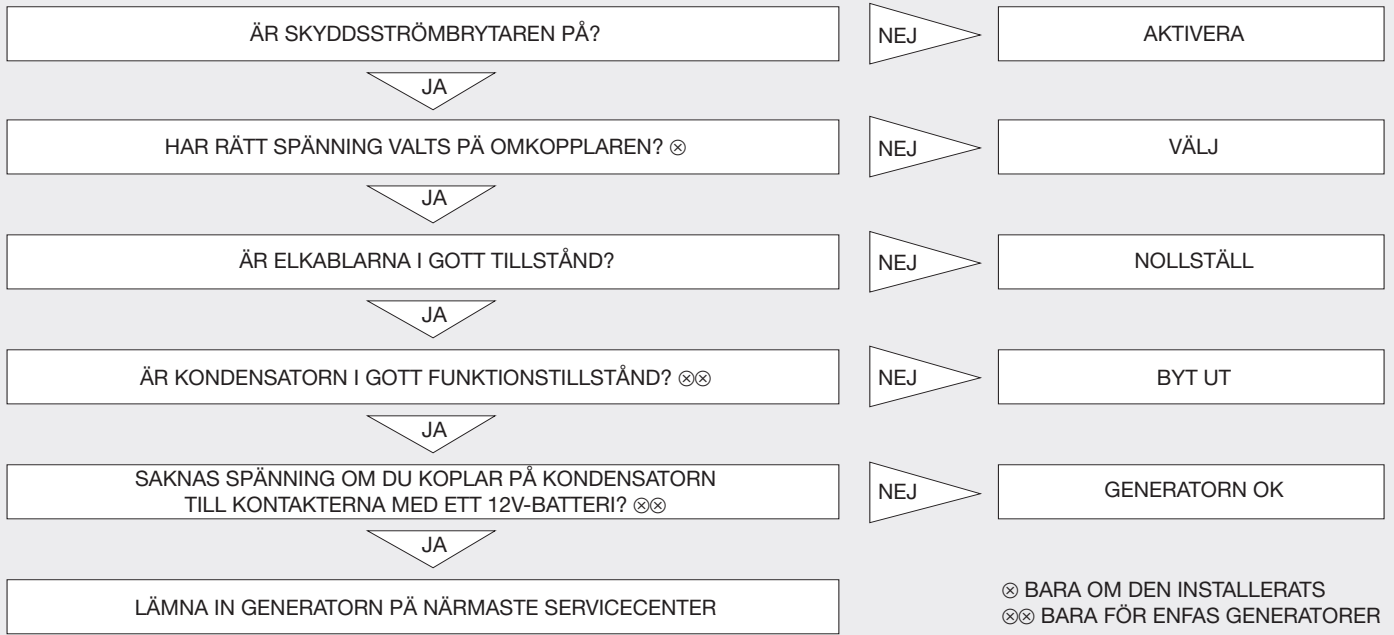 ÄR SKYDDSSTRÖMBRYTAREN PÅ?
NEJ
AKTIVERA
JA
HAR RÄTT SPÄNNING VALTS PÅ OMKOPPLAREN? ⊗
NEJ
VÄLJ
JA
ÄR ELKABLARNA I GOTT TILLSTÅND?
NEJ
NOLLSTÄLL
JA
ÄR KONDENSATORN I GOTT FUNKTIONSTILLSTÅND? ⊗⊗
NEJ
BYT UT
JA
SAKNAS SPÄNNING OM DU KOPLAR PÅ KONDENSATORN
TILL KONTAKTERNA MED ETT 12V-BATTERI? ⊗⊗
NEJ
GENERATORN OK
JA
LÄMNA IN GENERATORN PÅ NÄRMASTE SERVICECENTER
⊗ BARA OM DEN INSTALLERATS
⊗⊗ BARA FÖR ENFAS GENERATORER